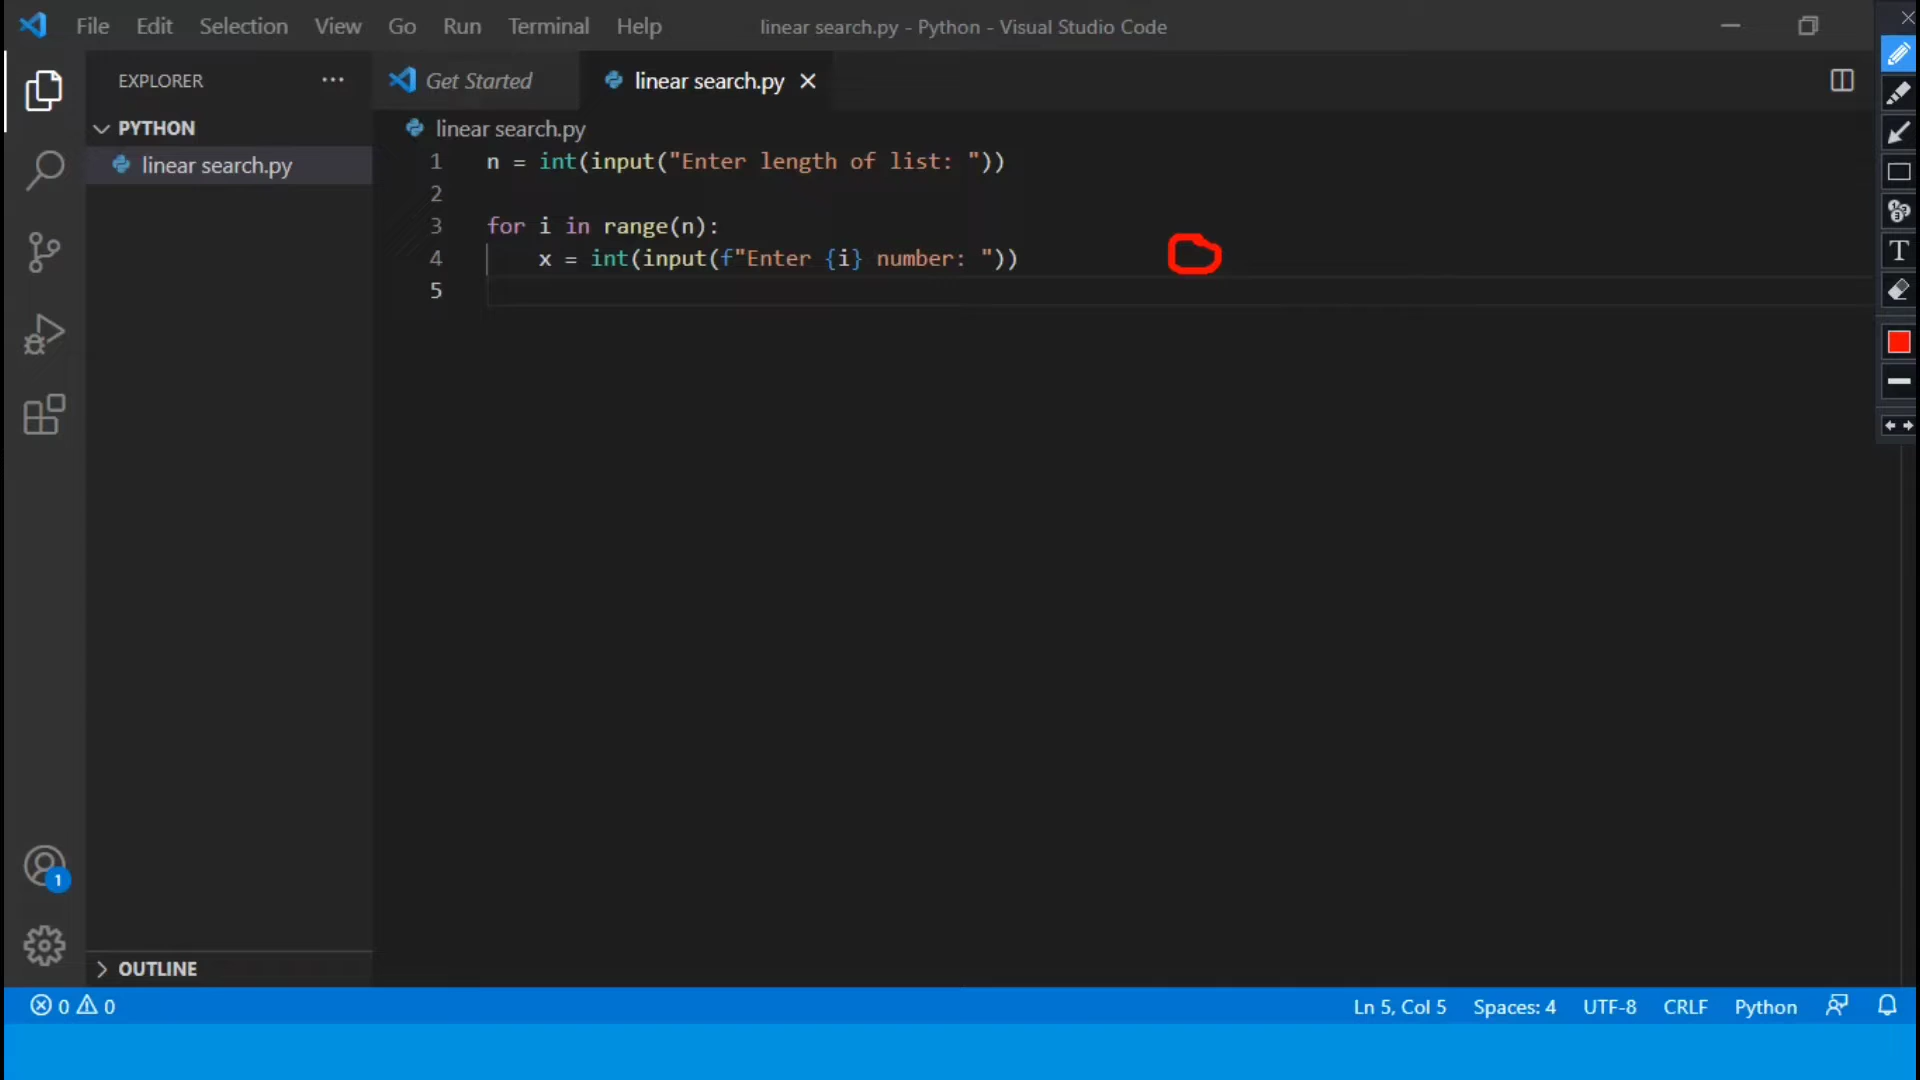 File Edit Selection View Go Run Terminal Help linear search.py - Python - Visual Studio Code
EXPLORER ··· Get Started linear search.py
PYTHON
linear search.py
linear search.py
1 n = int(input("Enter length of list: "))
2
3 for i in range(n):
4     x = int(input(f"Enter {i} number: "))
5
T
1
OUTLINE
0 0 Ln 5, Col 5 Spaces: 4 UTF-8 CRLF Python